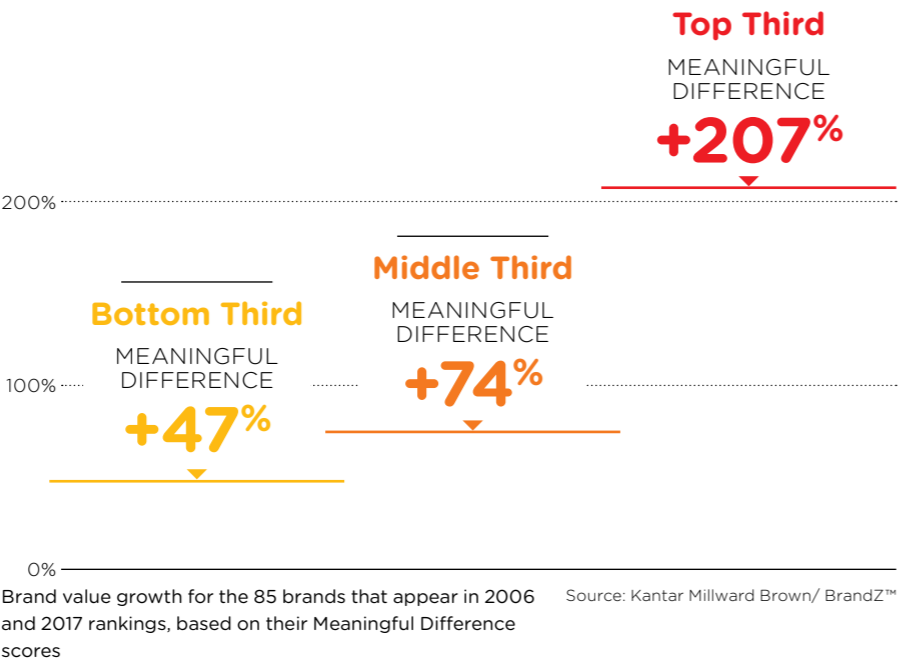 Top Third
MEANINGFUL
DIFFERENCE
+207%
200%
Middle Third
MEANINGFUL
DIFFERENCE
+74%
Bottom Third
MEANINGFUL
DIFFERENCE
+47%
100%
0%
Brand value growth for the 85 brands that appear in 2006
and 2017 rankings, based on their Meaningful Difference
scores
Source: Kantar Millward Brown/ BrandZ™